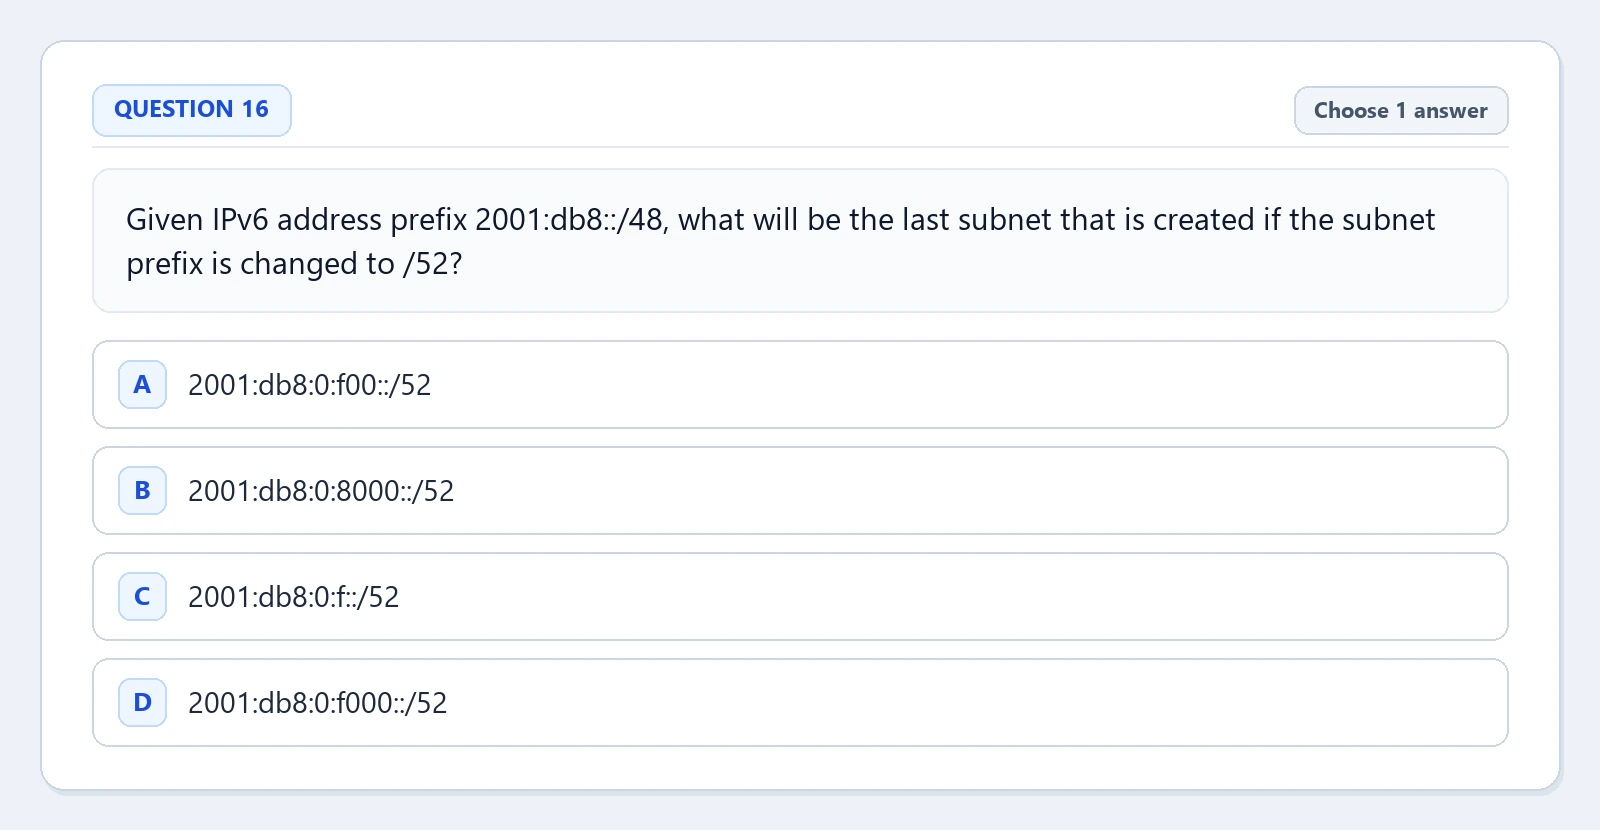 QUESTION 16
Choose 1 answer
Given IPv6 address prefix 2001:db8::/48, what will be the last subnet that is created if the subnet
prefix is changed to /52?
A 2001:db8:0:f00::/52
B 2001:db8:0:8000::/52
C 2001:db8:0:f::/52
D 2001:db8:0:f000::/52